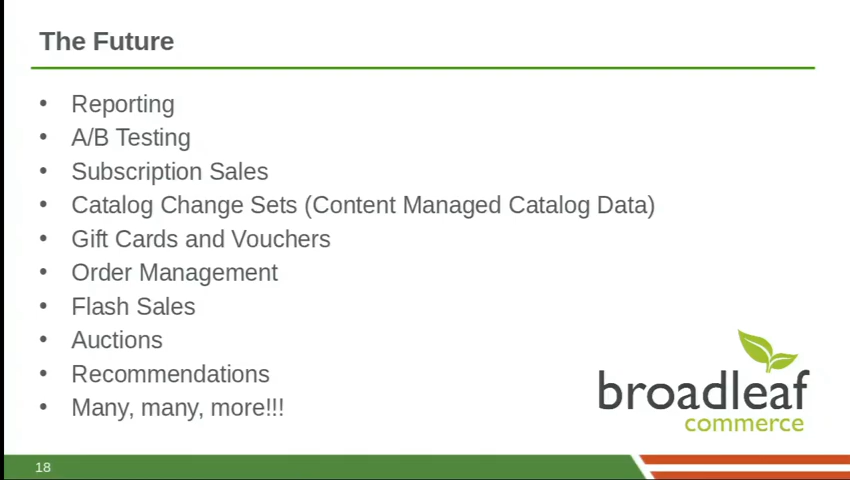 The Future
• Reporting
• A/B Testing
• Subscription Sales
• Catalog Change Sets (Content Managed Catalog Data)
• Gift Cards and Vouchers
• Order Management
• Flash Sales
• Auctions
• Recommendations
• Many, many, more!!!
broadleaf
commerce
18